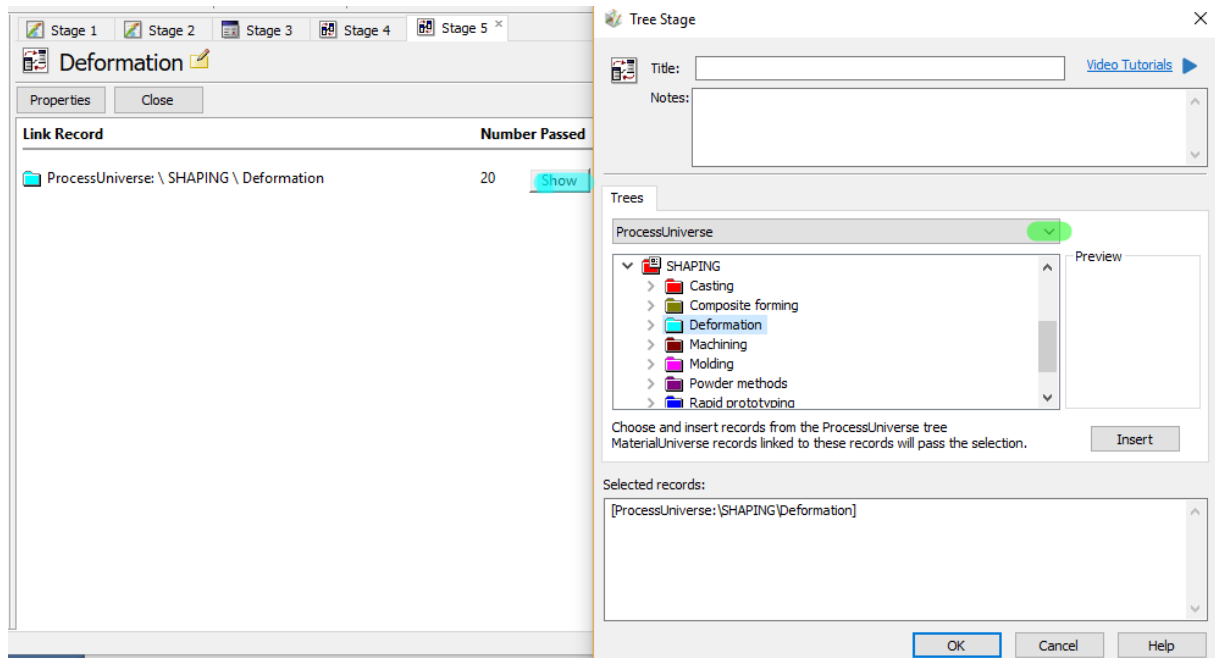 Stage 1 Stage 2 Stage 3 Stage 4 Stage 5
Deformation
Properties Close
Link Record Number Passed
ProcessUniverse: \ SHAPING \ Deformation 20 Show
Tree Stage
Title: Video Tutorials
Notes:
Trees
ProcessUniverse
SHAPING
Casting
Composite forming
Deformation
Machining
Molding
Powder methods
Rapid prototyping
Preview
Choose and insert records from the ProcessUniverse tree
MaterialUniverse records linked to these records will pass the selection.
Insert
Selected records:
[ProcessUniverse:\SHAPING\Deformation]
OK Cancel Help